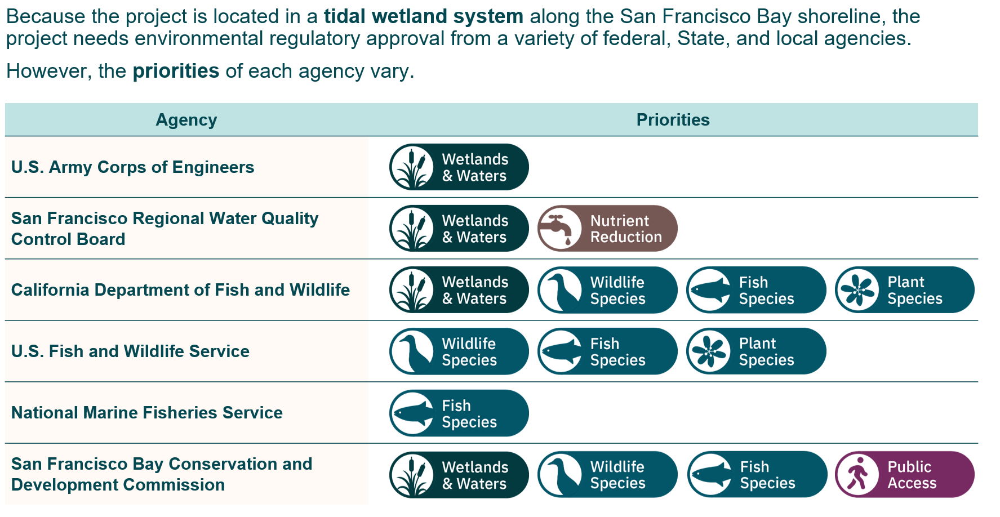 Because the project is located in a tidal wetland system along the San Francisco Bay shoreline, the
project needs environmental regulatory approval from a variety of federal, State, and local agencies.
However, the priorities of each agency vary.
Agency
Priorities
U.S. Army Corps of Engineers
Wetlands
& Waters
San Francisco Regional Water Quality
Control Board
Wetlands
& Waters
Nutrient
Reduction
California Department of Fish and Wildlife
Wetlands
& Waters
Wildlife
Species
Fish
Species
Plant
Species
U.S. Fish and Wildlife Service
Wildlife
Species
Fish
Species
Plant
Species
National Marine Fisheries Service
Fish
Species
San Francisco Bay Conservation and
Development Commission
Wetlands
& Waters
Wildlife
Species
Fish
Species
Public
Access